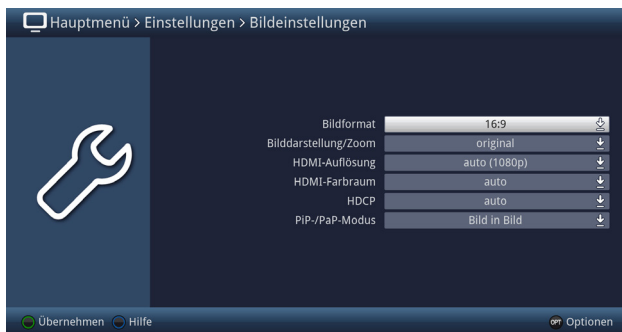 Hauptmenü > Einstellungen > Bildeinstellungen
Bildformat 16:9
Bilddarstellung/Zoom original
HDMI-Auflösung auto (1080p)
HDMI-Farbraum auto
HDCP auto
PiP-/PaP-Modus Bild in Bild
Übernehmen Hilfe OPT Optionen